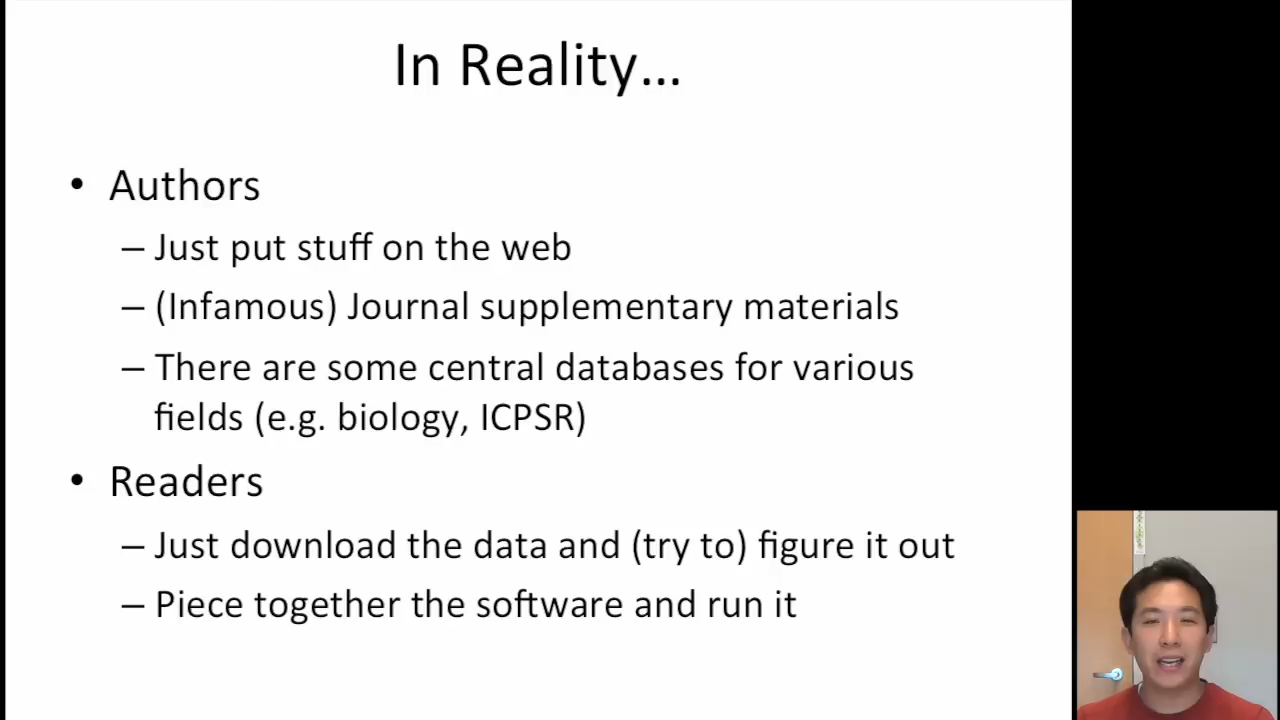 In Reality…
• Authors
– Just put stuff on the web
– (Infamous) Journal supplementary materials
– There are some central databases for various
fields (e.g. biology, ICPSR)
• Readers
– Just download the data and (try to) figure it out
– Piece together the software and run it